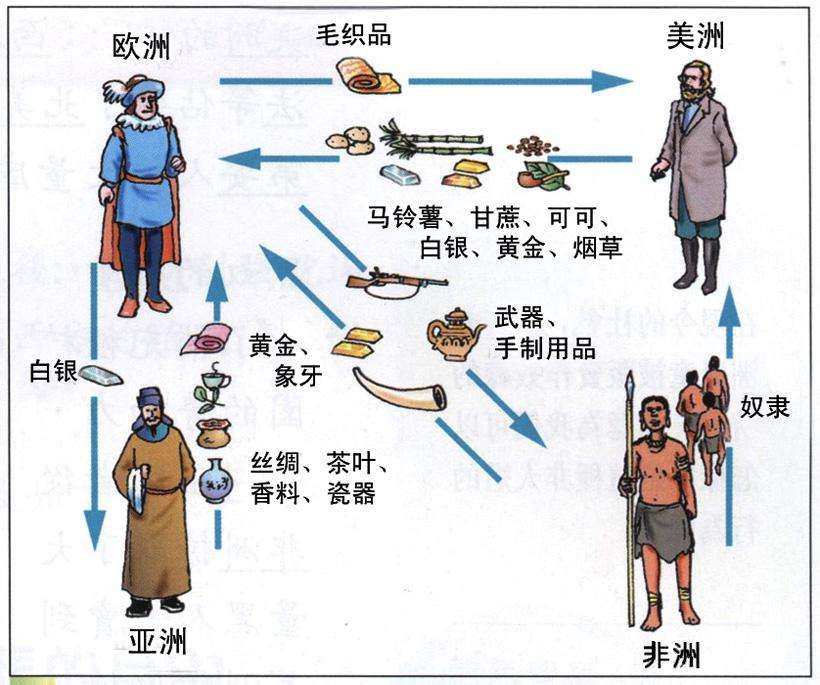 欧洲
毛织品
美洲
马铃薯、甘蔗、可可、
白银、黄金、烟草
武器、
手制用品
黄金、
象牙
白银
奴隶
丝绸、茶叶、
香料、瓷器
亚洲
非洲